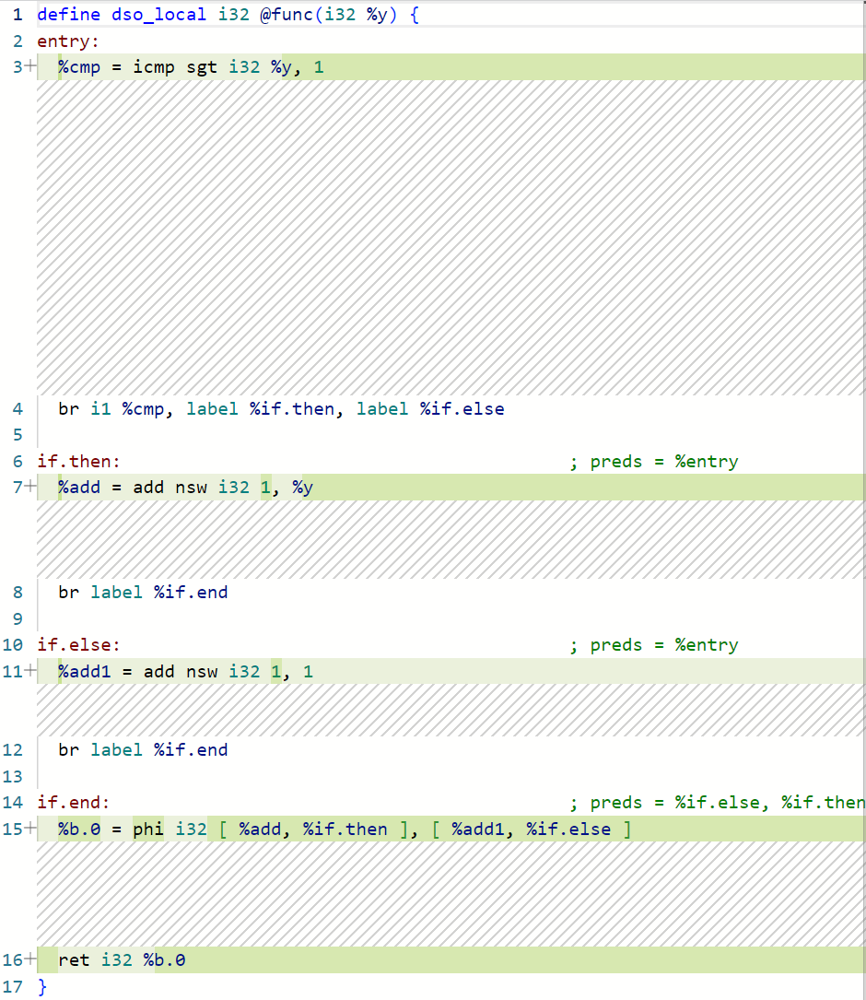 1 define dso_local i32 @func(i32 %y) {
2 entry:
3+ %cmp = icmp sgt i32 %y, 1
4 br i1 %cmp, label %if.then, label %if.else
5
6 if.then: ; preds = %entry
7+ %add = add nsw i32 1, %y
8 br label %if.end
9
10 if.else: ; preds = %entry
11+ %add1 = add nsw i32 1, 1
12 br label %if.end
13
14 if.end: ; preds = %if.else, %if.then
15+ %b.0 = phi i32 [ %add, %if.then ], [ %add1, %if.else ]
16+ ret i32 %b.0
17 }